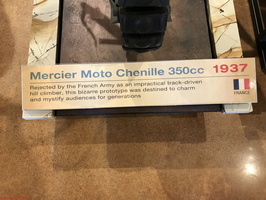 Mercier Moto Chenille 350cc 1937
Rejected by the French Army as an impractical track-driven
hill climber, this bizarre prototype was destined to charm
and mystify audiences for generations
FRANCE